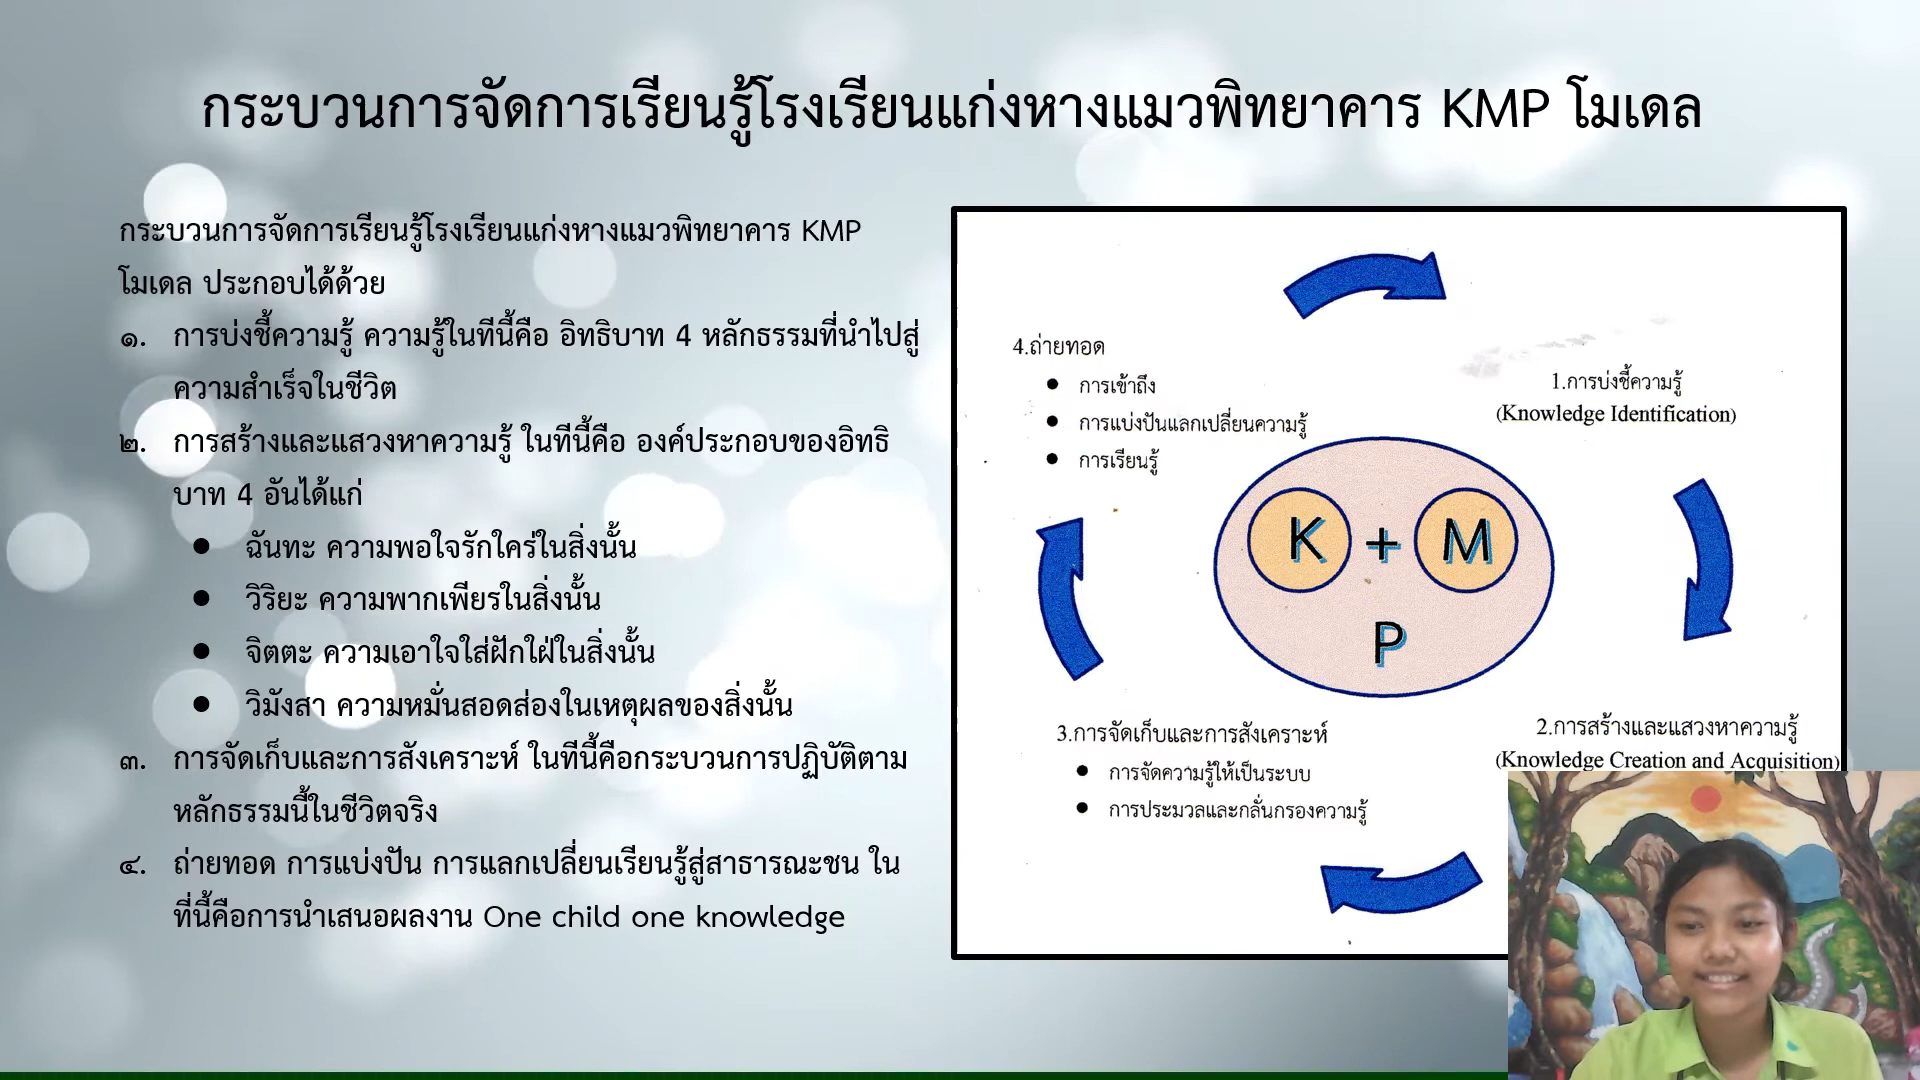 กระบวนการจัดการเรียนรู้โรงเรียนแก่งหางแมวพิทยาคาร KMP โมเดล
กระบวนการจัดการเรียนรู้โรงเรียนแก่งหางแมวพิทยาคาร KMP
โมเดล ประกอบได้ด้วย
๑. การบ่งชี้ความรู้ ความรู้ในทีนี้คือ อิทธิบาท 4 หลักธรรมที่นำไปสู่
ความสำเร็จในชีวิต
๒. การสร้างและแสวงหาความรู้ ในทีนี้คือ องค์ประกอบของอิทธิ
บาท 4 อันได้แก่
● ฉันทะ ความพอใจรักใคร่ในสิ่งนั้น
● วิริยะ ความพากเพียรในสิ่งนั้น
● จิตตะ ความเอาใจใส่ฝักใฝ่ในสิ่งนั้น
● วิมังสา ความหมั่นสอดส่องในเหตุผลของสิ่งนั้น
๓. การจัดเก็บและการสังเคราะห์ ในทีนี้คือกระบวนการปฏิบัติตาม
หลักธรรมนี้ในชีวิตจริง
๔. ถ่ายทอด การแบ่งปัน การแลกเปลี่ยนเรียนรู้สู่สาธารณะชน ใน
ที่นี้คือการนำเสนอผลงาน One child one knowledge
4.ถ่ายทอด
● การเข้าถึง
● การแบ่งปันแลกเปลี่ยนความรู้
● การเรียนรู้
1.การบ่งชี้ความรู้
(Knowledge Identification)
K + M
P
3.การจัดเก็บและการสังเคราะห์
● การจัดความรู้ให้เป็นระบบ
● การประมวลและกลั่นกรองความรู้
2.การสร้างและแสวงหาความรู้
(Knowledge Creation and Acquisition)